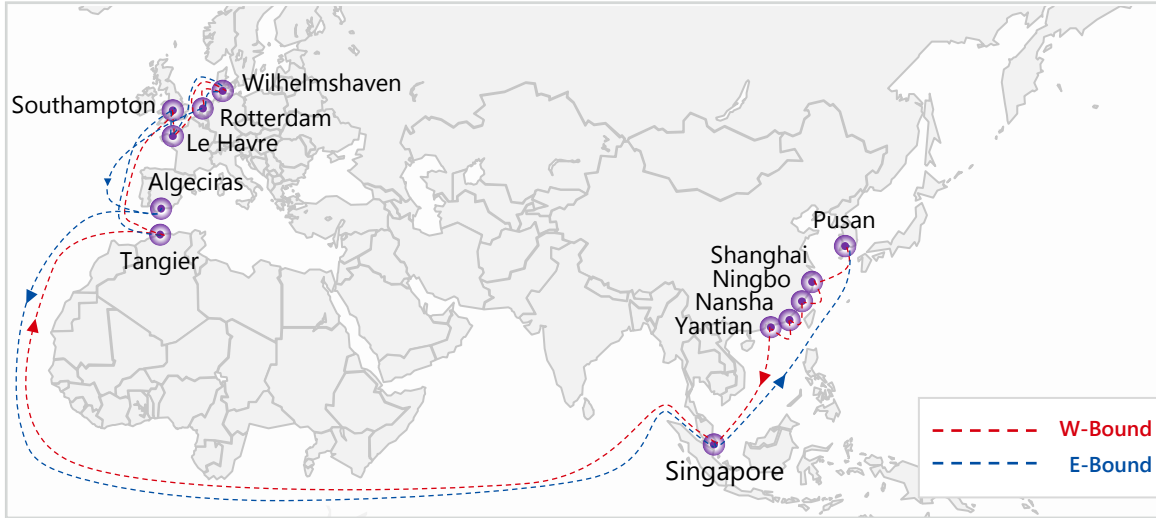 Wilhelmshaven
Southampton
Rotterdam
Le Havre
Algeciras
Tangier
Pusan
Shanghai
Ningbo
Nansha
Yantian
Singapore
W-Bound
E-Bound